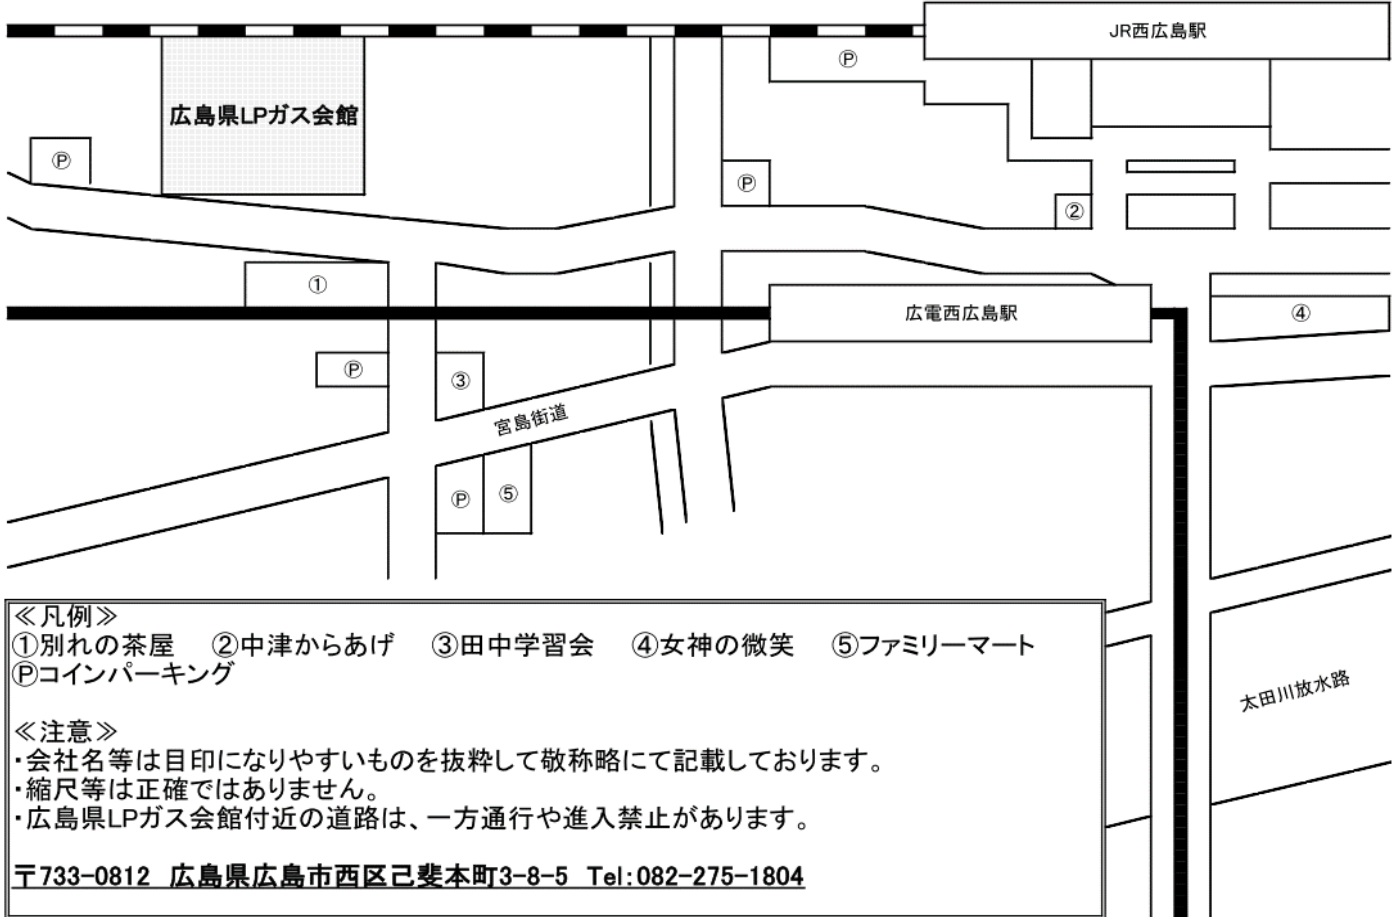 JR西広島駅
Ⓟ
広島県LPガス会館
Ⓟ
Ⓟ
②
①
広電西広島駅
④
Ⓟ
③
宮島街道
Ⓟ
⑤
≪凡例≫
①別れの茶屋 ②中津からあげ ③田中学習会 ④女神の微笑 ⑤ファミリーマート
Ⓟコインパーキング
太田川放水路
≪注意≫
・会社名等は目印になりやすいものを抜粋して敬称略にて記載しております。
・縮尺等は正確ではありません。
・広島県LPガス会館付近の道路は、一方通行や進入禁止があります。
〒733-0812 広島県広島市西区己斐本町3-8-5 Tel:082-275-1804